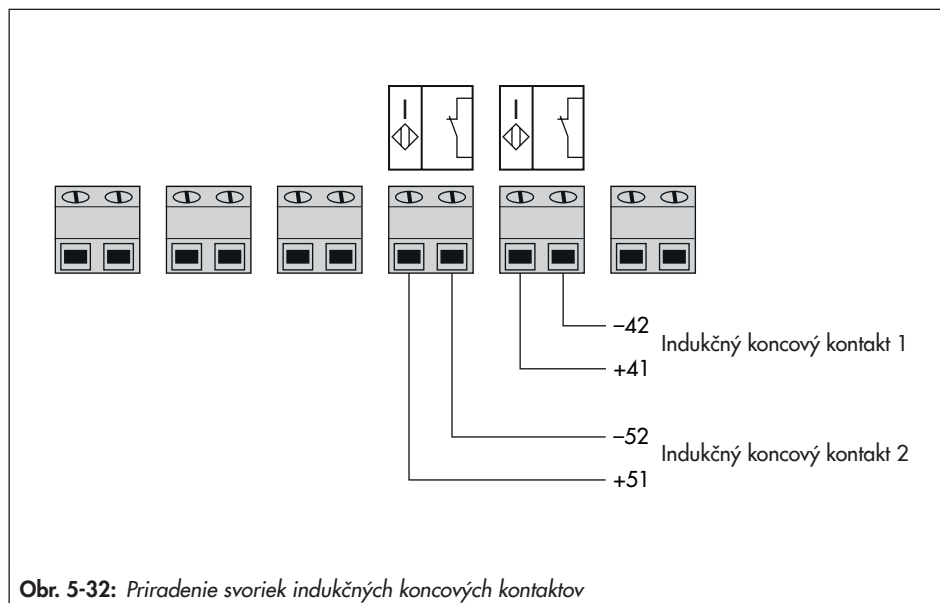 –42
Indukčný koncový kontakt 1
+41
–52
Indukčný koncový kontakt 2
+51
Obr. 5-32: Priradenie svoriek indukčných koncových kontaktov